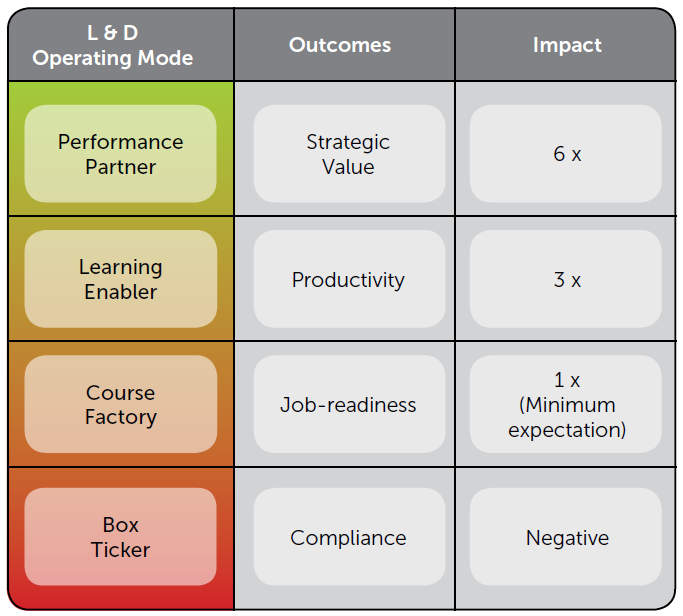 L & D
Operating Mode
Outcomes
Impact
Performance
Partner
Strategic
Value
6 x
Learning
Enabler
Productivity
3 x
Course
Factory
Job-readiness
1 x
(Minimum
expectation)
Box
Ticker
Compliance
Negative